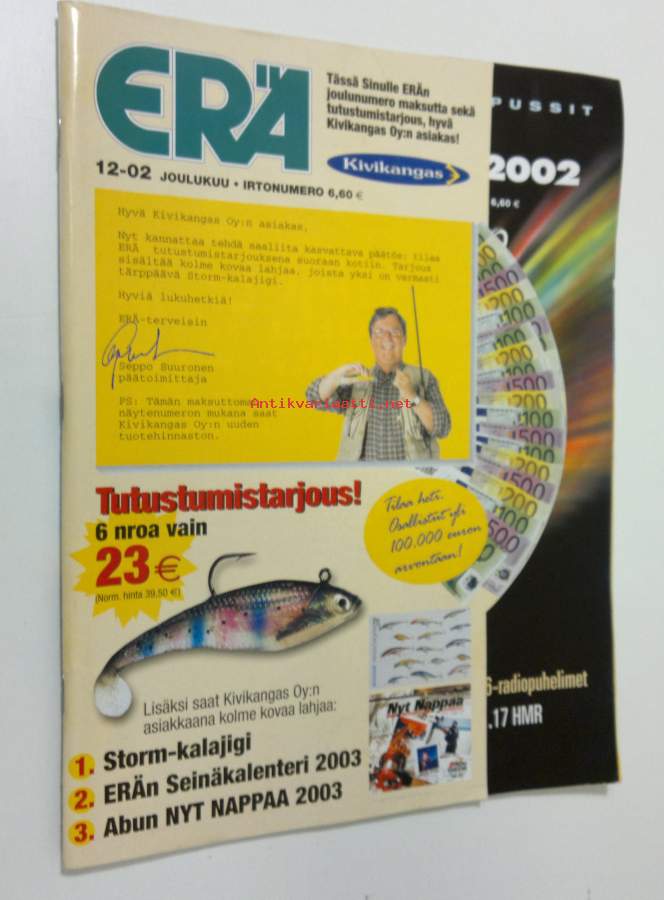 ERÄ
Tässä Sinulle ERÄn
joulunumero maksutta sekä
tutustumistarjous, hyvä
Kivikangas Oy:n asiakas!
Kivikangas
12-02 JOULUKUU • IRTONUMERO 6,60 €
PUSSIT
2002
6,60 €
Hyvä Kivikangas Oy:n asiakas,
Nyt kannattaa tehdä saaliita kasvattava päätös: tilaa
ERÄ tutustumistarjouksena suoraan kotiin. Tarjous
sisältää kolme kovaa lahjaa, joista yksi on varmasti
tärppäävä Storm-kalajigi.
Hyviä lukuhetkiä!
ERÄ-terveisin
Seppo Suuronen
päätoimittaja
PS: Tämän maksuttoman
näytenumeron mukana saat
Kivikangas Oy:n uuden
tuotehinnaston.
Antikvariaatti.net
Tutustumistarjous!
6 nroa vain
23 €
(Norm. hinta 39,50 €)
Tilaa heti.
Osallistut yli
100.000 euron
arvontaan!
500
200
100
Lisäksi saat Kivikangas Oy:n
asiakkaana kolme kovaa lahjaa:
1. Storm-kalajigi
2. ERÄn Seinäkalenteri 2003
3. Abun NYT NAPPAA 2003
Nyt Nappaa
6-radiopuhelimet
.17 HMR